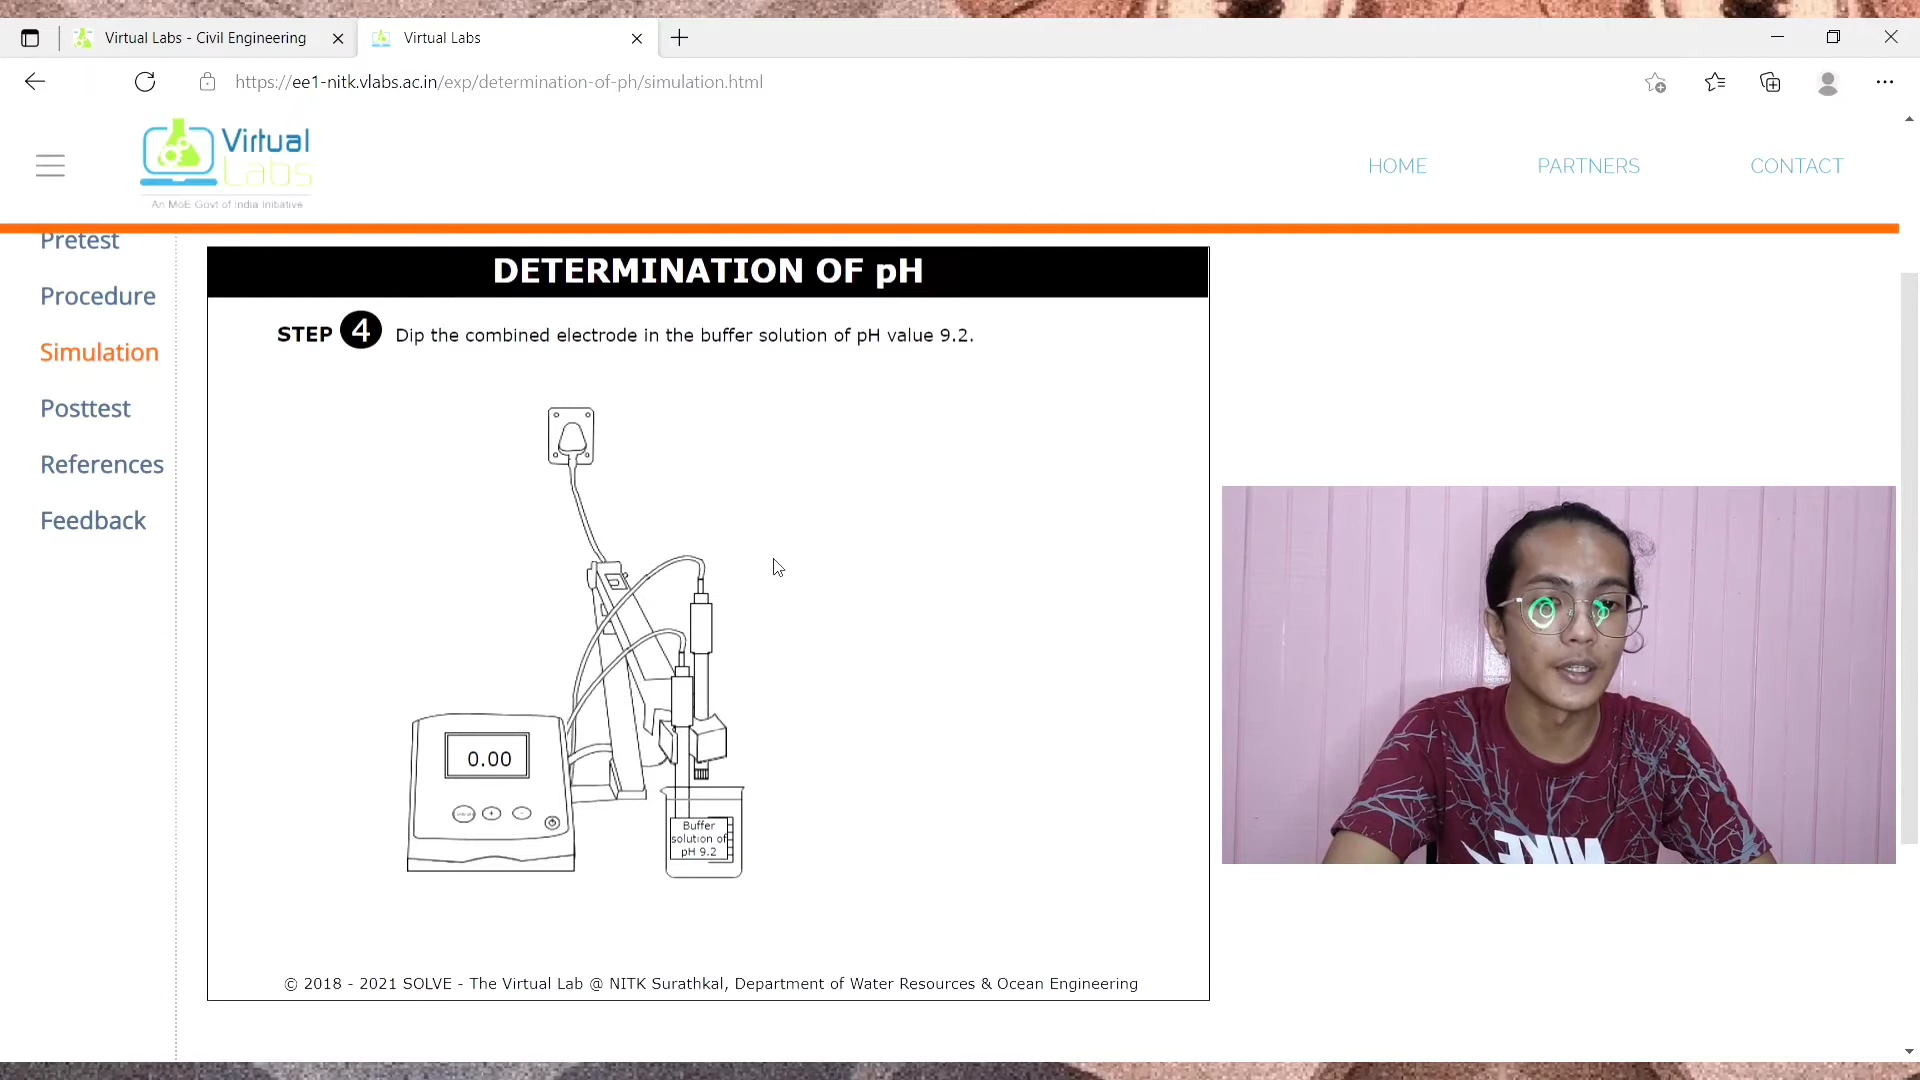 Virtual Labs - Civil Engineering
Virtual Labs
https://ee1-nitk.vlabs.ac.in/exp/determination-of-ph/simulation.html
Virtual
Labs
An MoE Govt of India Initiative
HOME
PARTNERS
CONTACT
Pretest
Procedure
Simulation
Posttest
References
Feedback
DETERMINATION OF pH
STEP 4 Dip the combined electrode in the buffer solution of pH value 9.2.
0.00
+
-
Buffer
solution of
pH 9.2
NIKE
© 2018 - 2021 SOLVE - The Virtual Lab @ NITK Surathkal, Department of Water Resources & Ocean Engineering